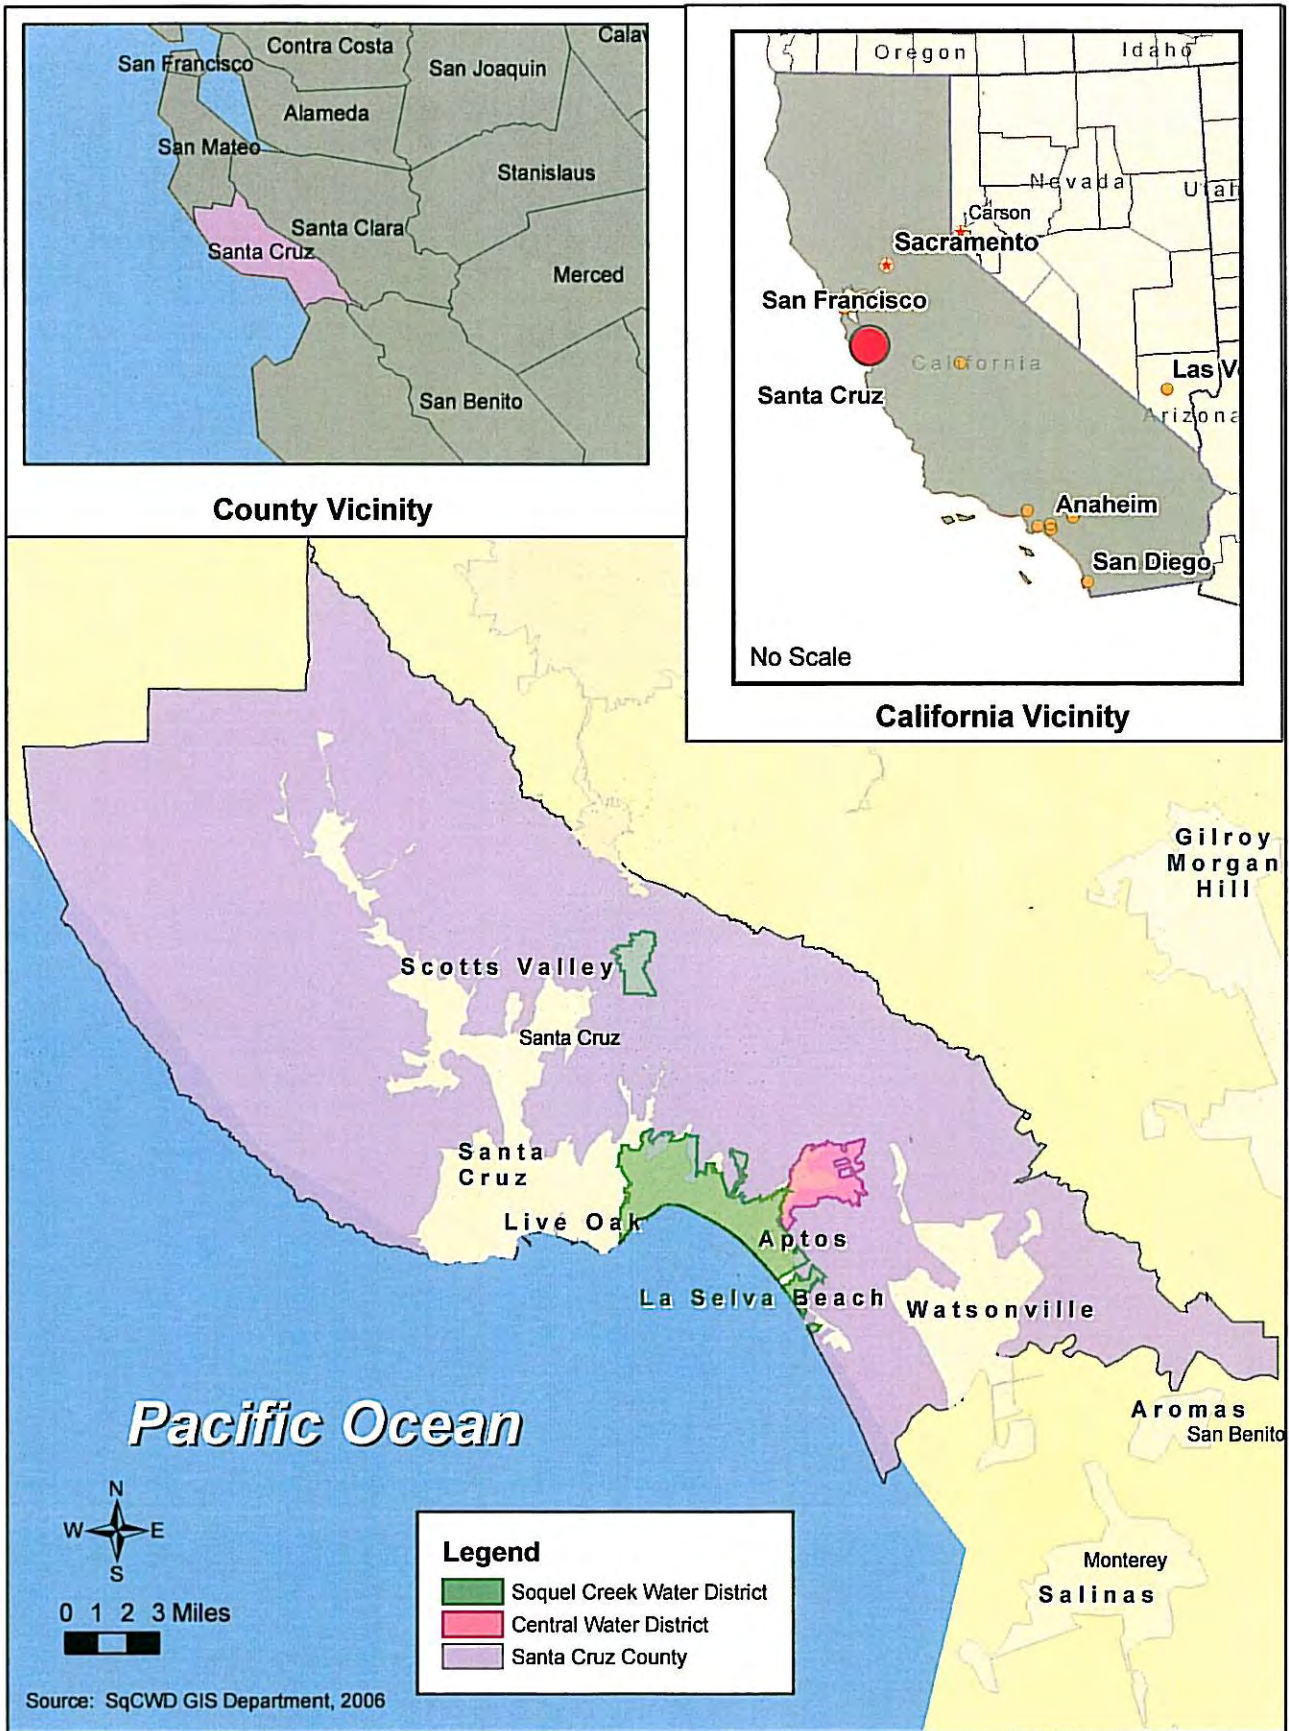 Contra Costa
Calav
San Francisco
San Joaquin
Alameda
San Mateo
Stanislaus
Santa Clara
Santa Cruz
Merced
San Benito
County Vicinity
Oregon
Idaho
Nevada
Utah
Carson
Sacramento
San Francisco
California
Las V
Santa Cruz
Arizona
Anaheim
San Diego
No Scale
California Vicinity
Gilroy
Morgan
Hill
Scotts Valley
Santa Cruz
Santa
Cruz
Live Oak
Aptos
La Selva Beach
Watsonville
Pacific Ocean
Aromas
San Benito
N
W E
S
0 1 2 3 Miles
Legend
Soquel Creek Water District
Central Water District
Santa Cruz County
Monterey
Salinas
Source: SqCWD GIS Department, 2006